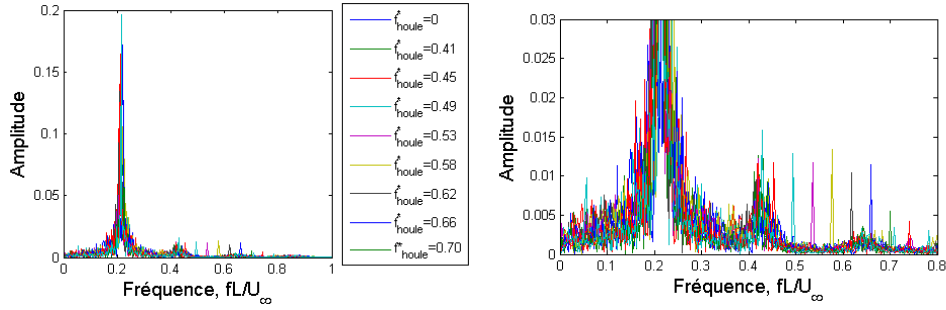 0.2
0.15
0.1
0.05
0
Amplitude
0 0.2 0.4 0.6 0.8 1
Fréquence, fL/U∞
f*houle=0
f*houle=0.41
f*houle=0.45
f*houle=0.49
f*houle=0.53
f*houle=0.58
f*houle=0.62
f*houle=0.66
f*houle=0.70
0.03
0.025
0.02
0.015
0.01
0.005
0
Amplitude
0 0.1 0.2 0.3 0.4 0.5 0.6 0.7 0.8
Fréquence, fL/U∞